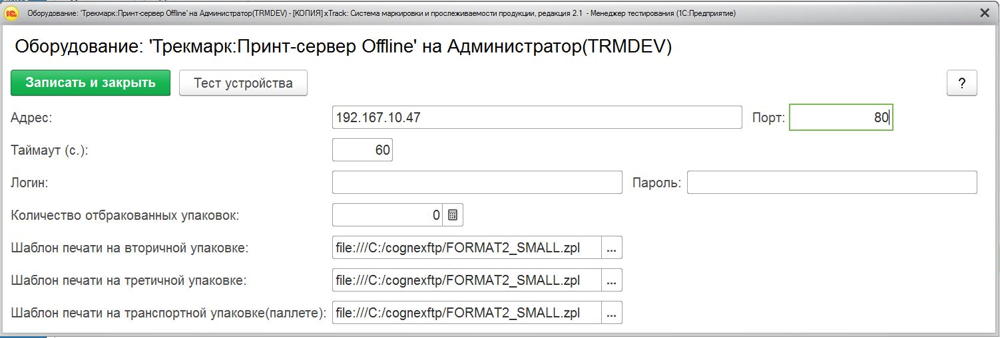 Оборудование: 'Трекмарк:Принт-сервер Offline' на Администратор(TRMDEV) - [КОПИЯ] xTrack: Система маркировки и прослеживаемости продукции, редакция 2.1 - Менеджер тестирования (1С:Предприятие)
Оборудование: 'Трекмарк:Принт-сервер Offline' на Администратор(TRMDEV)
Записать и закрыть Тест устройства ?
Адрес: 192.167.10.47 Порт: 80
Таймаут (с.): 60
Логин: Пароль:
Количество отбракованных упаковок: 0
Шаблон печати на вторичной упаковке: file:///C:/cognexftp/FORMAT2_SMALL.zpl ...
Шаблон печати на третичной упаковке: file:///C:/cognexftp/FORMAT2_SMALL.zpl ...
Шаблон печати на транспортной упаковке(паллете): file:///C:/cognexftp/FORMAT2_SMALL.zpl ...